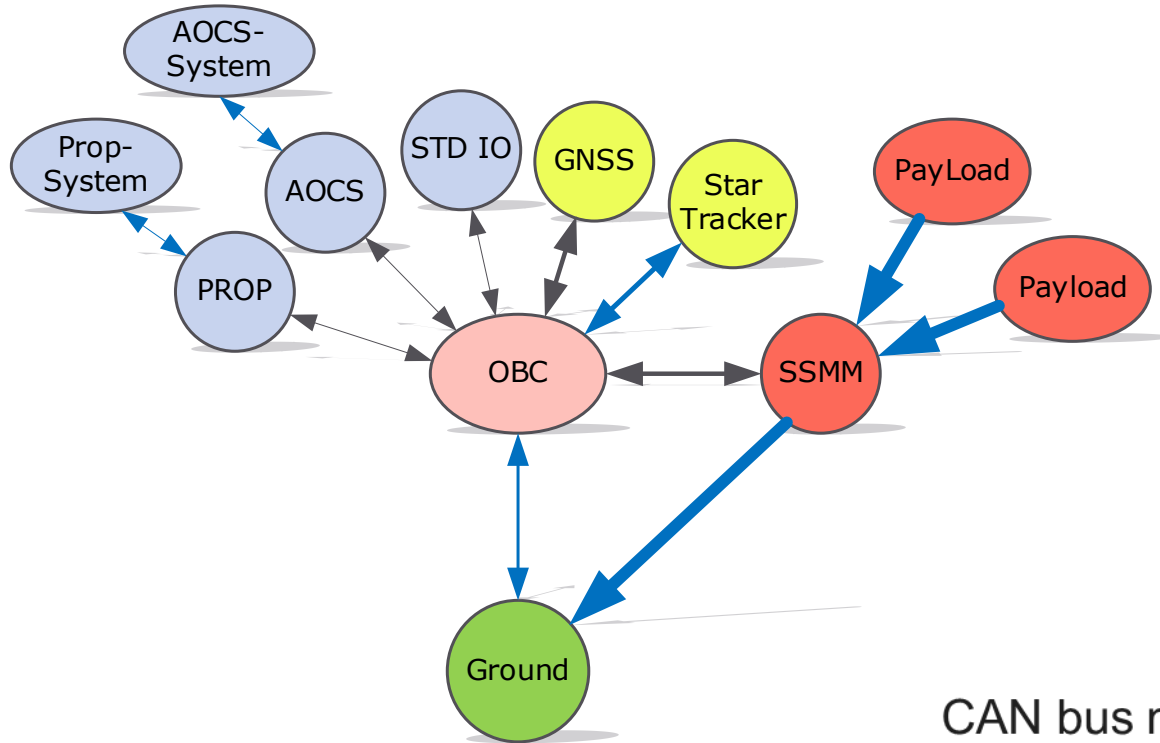 AOCS-
System
Prop-
System
AOCS
STD IO
GNSS
Star
Tracker
PayLoad
Payload
PROP
OBC
SSMM
Ground
CAN bus